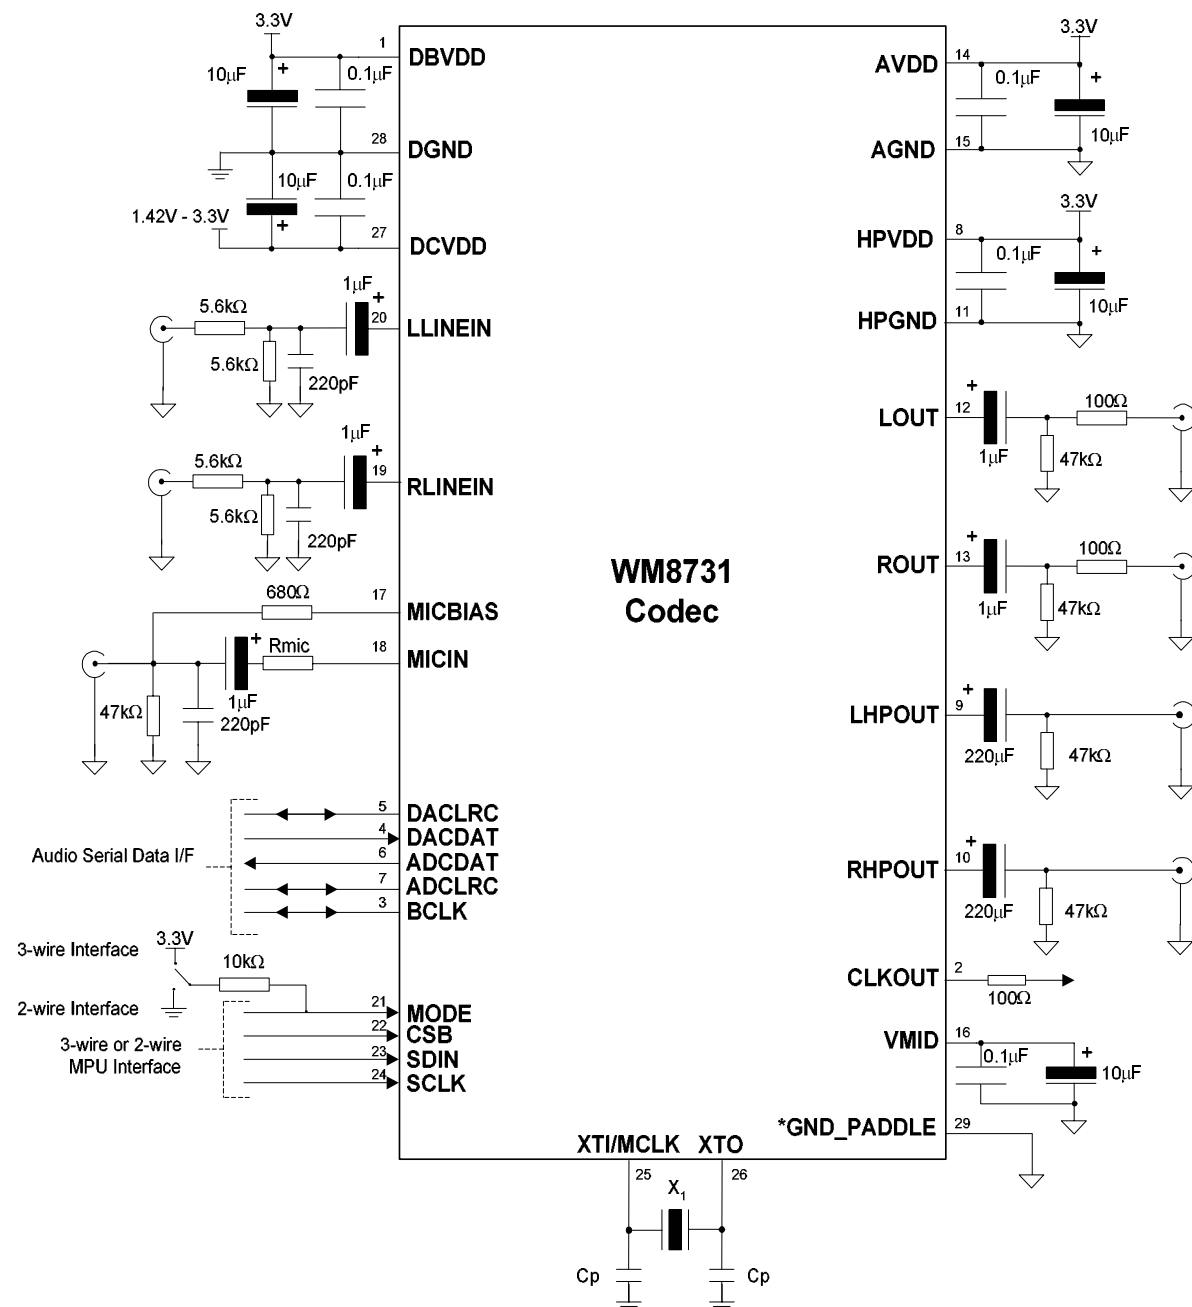 3.3V
1
DBVDD
10µF
+
0.1µF
28
DGND
10µF
0.1µF
1.42V - 3.3V
+
27
DCVDD
1µF
+
5.6kΩ
20
LLINEIN
5.6kΩ
220pF
1µF
+
5.6kΩ
19
RLINEIN
5.6kΩ
220pF
680Ω
17
MICBIAS
+
Rmic
18
MICIN
1µF
47kΩ
220pF
5
DACLRC
4
DACDAT
Audio Serial Data I/F
6
ADCDAT
7
ADCLRC
3
BCLK
3-wire Interface
3.3V
10kΩ
2-wire Interface
21
MODE
22
CSB
3-wire or 2-wire
MPU Interface
23
SDIN
24
SCLK
WM8731
Codec
3.3V
AVDD
14
0.1µF
+
10µF
AGND
15
3.3V
HPVDD
8
0.1µF
+
10µF
HPGND
11
+
100Ω
LOUT
12
1µF
47kΩ
+
100Ω
ROUT
13
1µF
47kΩ
+
LHPOUT
9
220µF
47kΩ
+
RHPOUT
10
220µF
47kΩ
CLKOUT
2
100Ω
VMID
16
0.1µF
+
10µF
*GND_PADDLE
29
XTI/MCLK
XTO
25
26
X1
Cp
Cp